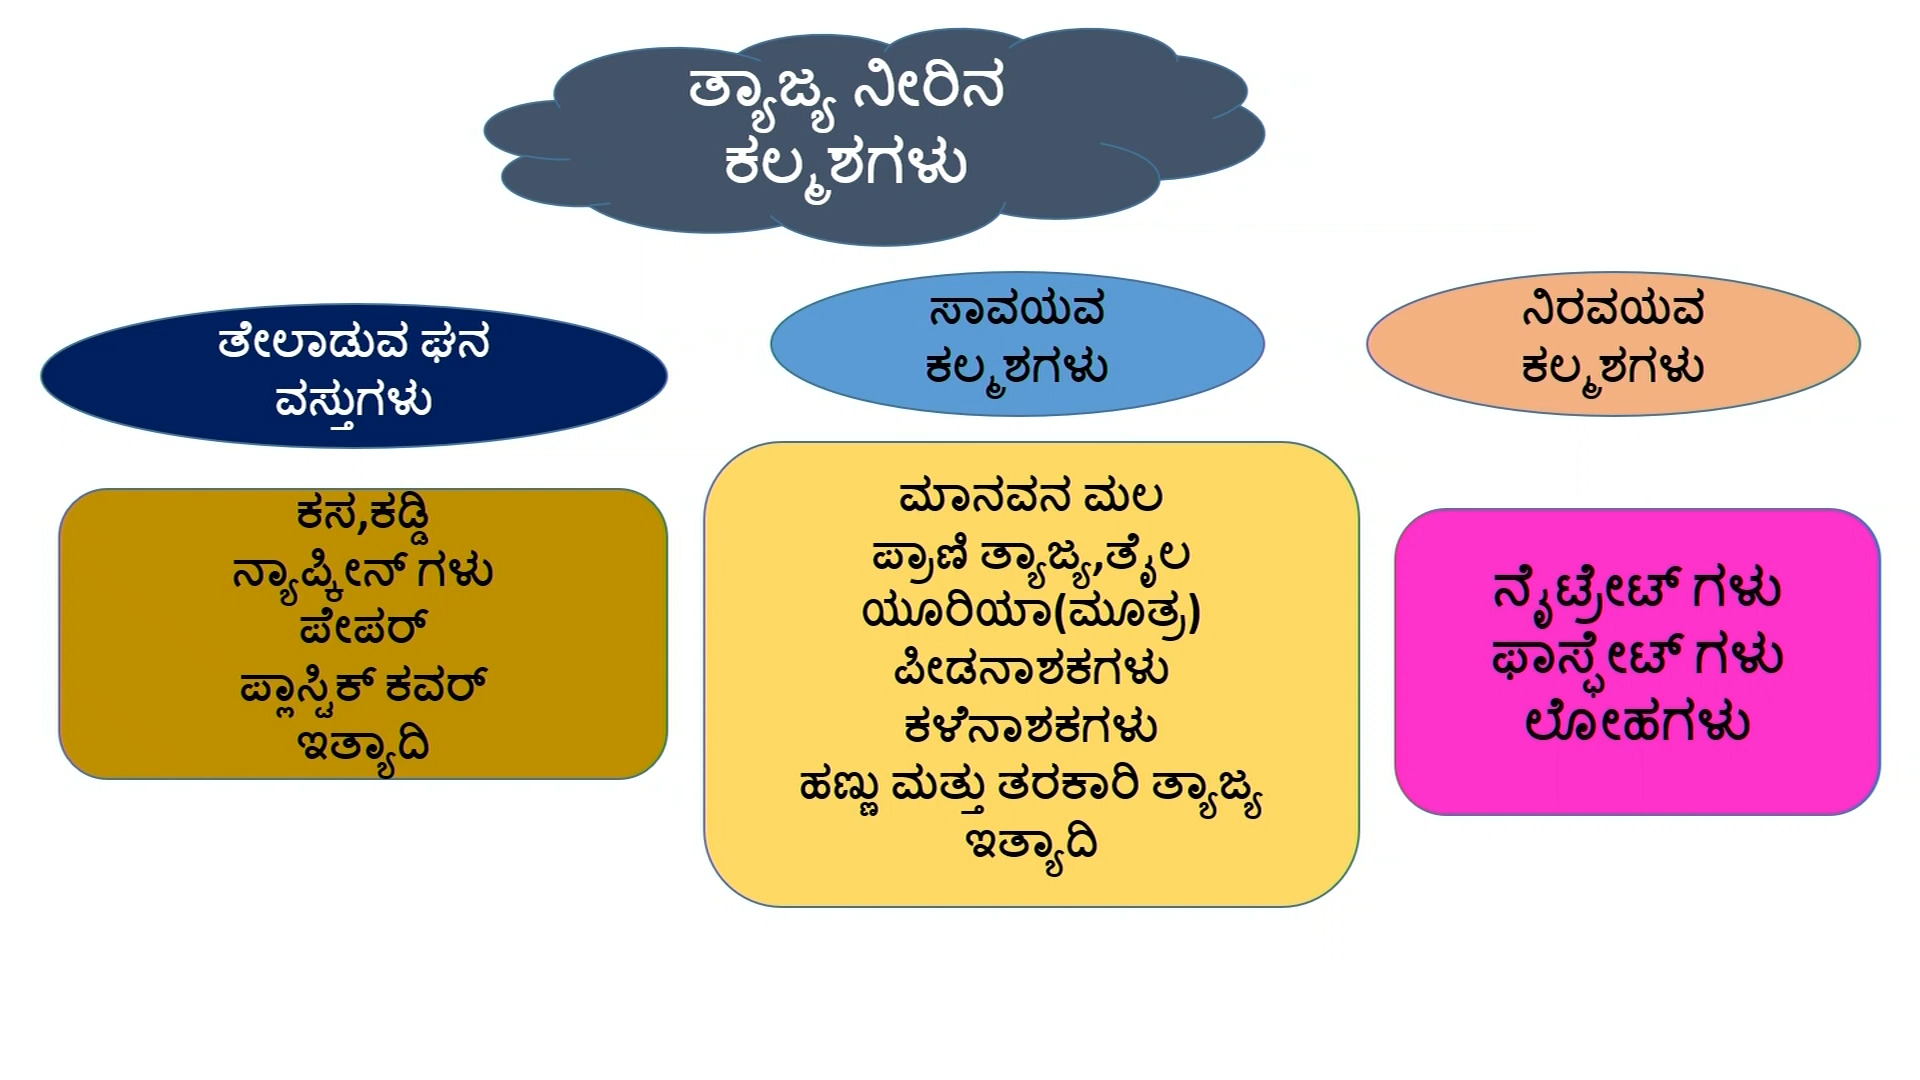 ತ್ಯಾಜ್ಯ ನೀರಿನ
ಕಲ್ಮಶಗಳು
ತೇಲಾಡುವ ಘನ
ವಸ್ತುಗಳು
ಕಸ,ಕಡ್ಡಿ
ನ್ಯಾಪ್ಕೀನ್ ಗಳು
ಪೇಪರ್
ಪ್ಲಾಸ್ಟಿಕ್ ಕವರ್
ಇತ್ಯಾದಿ
ಸಾವಯವ
ಕಲ್ಮಶಗಳು
ಮಾನವನ ಮಲ
ಪ್ರಾಣಿ ತ್ಯಾಜ್ಯ,ತೈಲ
ಯೂರಿಯಾ(ಮೂತ್ರ)
ಪೀಡನಾಶಕಗಳು
ಕಳೆನಾಶಕಗಳು
ಹಣ್ಣು ಮತ್ತು ತರಕಾರಿ ತ್ಯಾಜ್ಯ
ಇತ್ಯಾದಿ
ನಿರವಯವ
ಕಲ್ಮಶಗಳು
ನೈಟ್ರೇಟ್ ಗಳು
ಫಾಸ್ಫೇಟ್ ಗಳು
ಲೋಹಗಳು